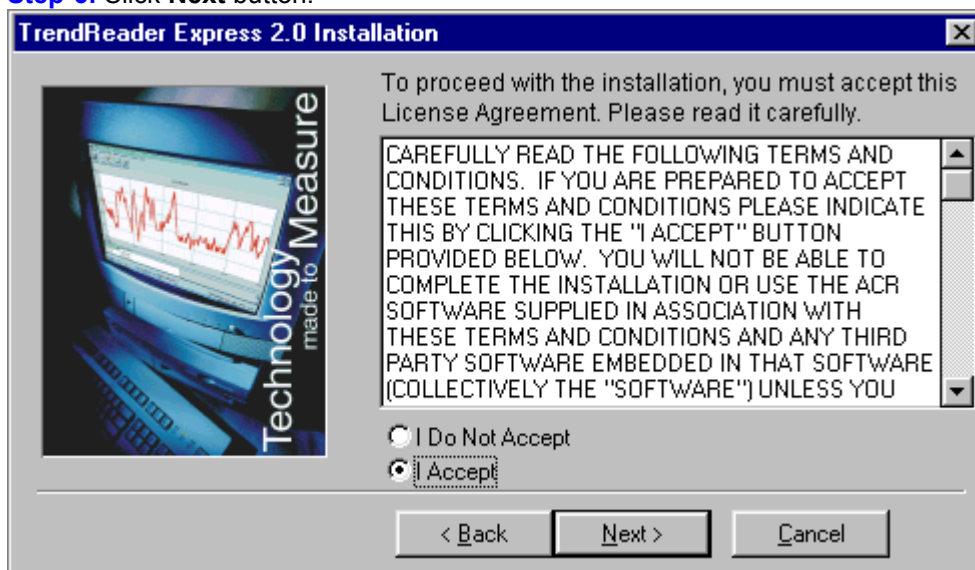 Click Next button.
TrendReader Express 2.0 Installation
To proceed with the installation, you must accept this
License Agreement. Please read it carefully.
CAREFULLY READ THE FOLLOWING TERMS AND
CONDITIONS. IF YOU ARE PREPARED TO ACCEPT
THESE TERMS AND CONDITIONS PLEASE INDICATE
THIS BY CLICKING THE "I ACCEPT" BUTTON
PROVIDED BELOW. YOU WILL NOT BE ABLE TO
COMPLETE THE INSTALLATION OR USE THE ACR
SOFTWARE SUPPLIED IN ASSOCIATION WITH
THESE TERMS AND CONDITIONS AND ANY THIRD
PARTY SOFTWARE EMBEDDED IN THAT SOFTWARE
(COLLECTIVELY THE "SOFTWARE") UNLESS YOU
Technology
made to Measure
I Do Not Accept
I Accept
< Back
Next >
Cancel